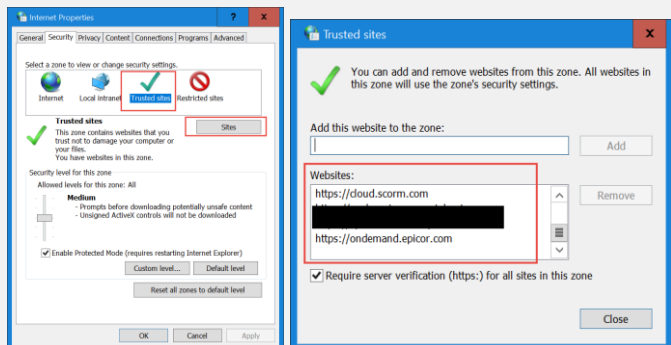 Internet Properties
? x
General Security Privacy Content Connections Programs Advanced
Select a zone to view or change security settings.
Internet Local intranet Trusted sites Restricted sites
Trusted sites
This zone contains websites that you
trust not to damage your computer or
your files.
You have websites in this zone.
Sites
Security level for this zone
Allowed levels for this zone: All
Medium
- Prompts before downloading potentially unsafe content
- Unsigned ActiveX controls will not be downloaded
Enable Protected Mode (requires restarting Internet Explorer)
Custom level... Default level
Reset all zones to default level
OK Cancel Apply
Trusted sites
x
You can add and remove websites from this zone. All websites in
this zone will use the zone's security settings.
Add this website to the zone:
Add
Websites:
https://cloud.scorm.com
https://ondemand.epicor.com
Remove
Require server verification (https:) for all sites in this zone
Close